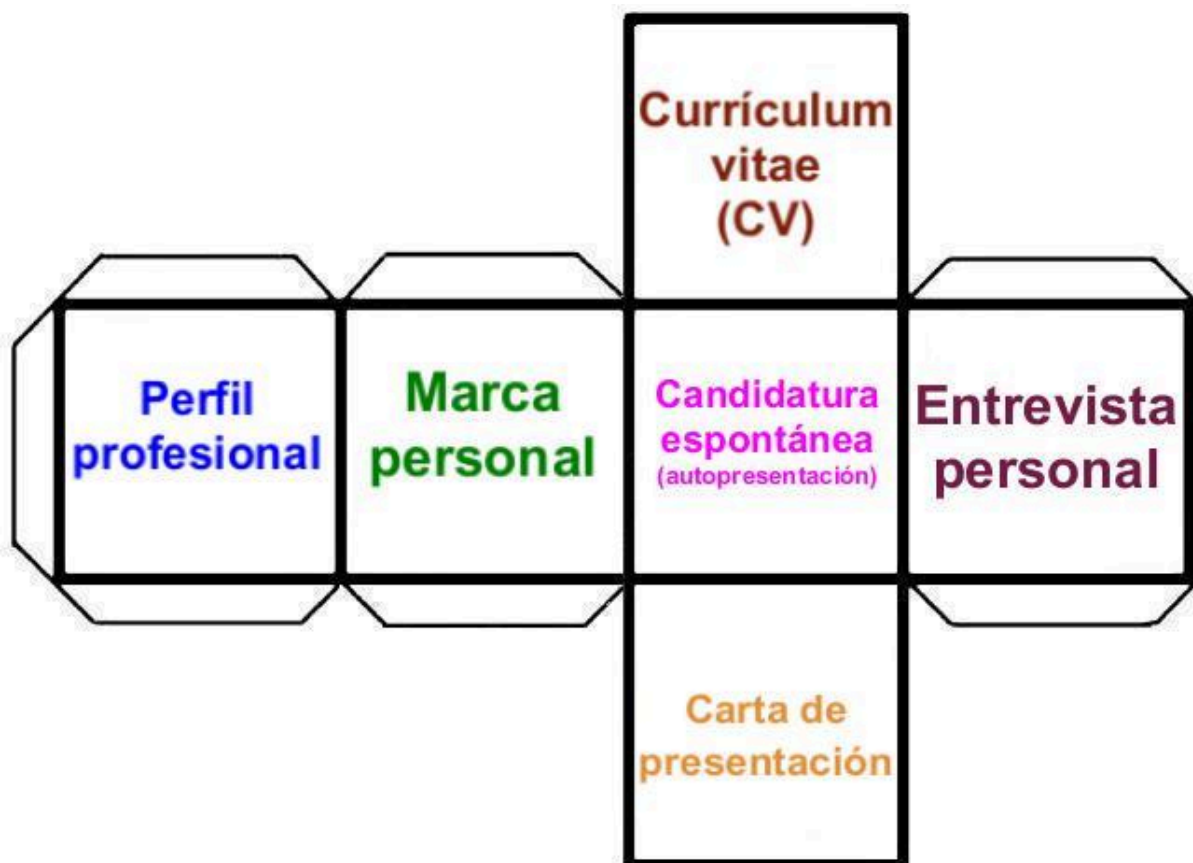 Currículum
vitae
(CV)
Perfil
profesional
Marca
personal
Candidatura
espontánea
(autopresentación)
Entrevista
personal
Carta de
presentación